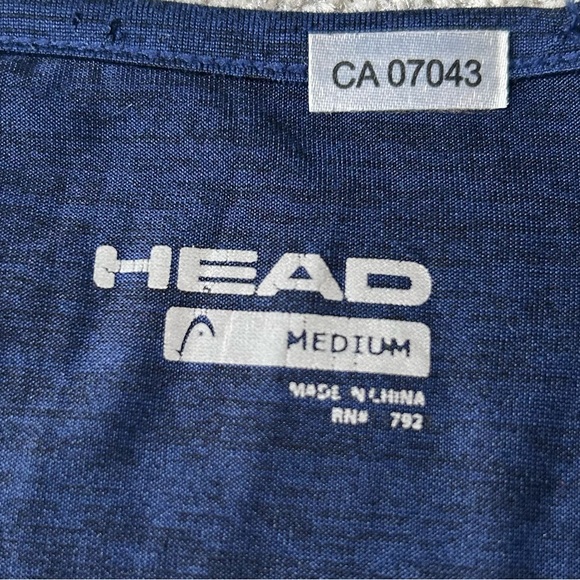 CA 07043
HEAD
MEDIUM
MADE IN CHINA
RN# 792